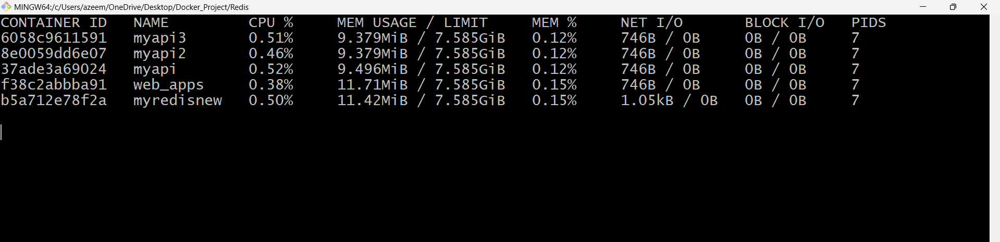 MINGW64:/c/Users/azeem/OneDrive/Desktop/Docker_Project/Redis
CONTAINER ID   NAME         CPU %     MEM USAGE / LIMIT     MEM %     NET I/O       BLOCK I/O   PIDS
6058c9611591   myapi3       0.51%     9.379MiB / 7.585GiB   0.12%     746B / 0B     0B / 0B     7
8e0059dd6e07   myapi2       0.46%     9.379MiB / 7.585GiB   0.12%     746B / 0B     0B / 0B     7
37ade3a69024   myapi        0.52%     9.496MiB / 7.585GiB   0.12%     746B / 0B     0B / 0B     7
f38c2abbba91   web_apps     0.38%     11.71MiB / 7.585GiB   0.15%     746B / 0B     0B / 0B     7
b5a712e78f2a   myredisnew   0.50%     11.42MiB / 7.585GiB   0.15%     1.05kB / 0B   0B / 0B     7